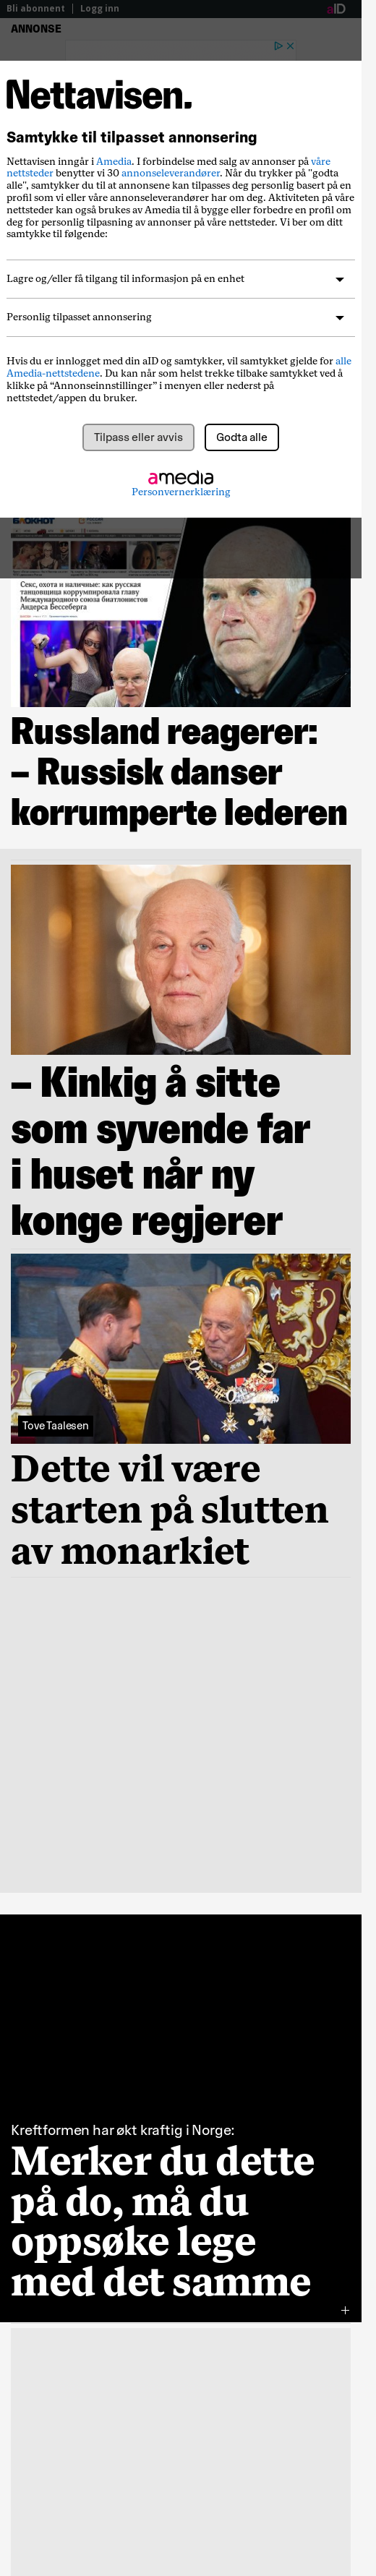 Bli abonnent | Logg inn
aID
ANNONSE
Nettavisen.
Samtykke til tilpasset annonsering
Nettavisen inngår i Amedia. I forbindelse med salg av annonser på våre
nettsteder benytter vi 30 annonseleverandører. Når du trykker på "godta
alle", samtykker du til at annonsene kan tilpasses deg personlig basert på en
profil som vi eller våre annonseleverandører har om deg. Aktiviteten på våre
nettsteder kan også brukes av Amedia til å bygge eller forbedre en profil om
deg for personlig tilpasning av annonser på våre nettsteder. Vi ber om ditt
samtykke til følgende:
Lagre og/eller få tilgang til informasjon på en enhet
Personlig tilpasset annonsering
Hvis du er innlogget med din aID og samtykker, vil samtykket gjelde for alle
Amedia-nettstedene. Du kan når som helst trekke tilbake samtykket ved å
klikke på “Annonseinnstillinger” i menyen eller nederst på
nettstedet/appen du bruker.
Tilpass eller avvis
Godta alle
amedia
Personvernerklæring
БЛОКНОТ
Секс, охота и наличные: как русская
танцовщица коррумпировала главу
Международного союза биатлонистов
Андерса Бессеберга
Russland reagerer:
– Russisk danser
korrumperte lederen
– Kinkig å sitte
som syvende far
i huset når ny
konge regjerer
Tove Taalesen
Dette vil være
starten på slutten
av monarkiet
Kreftformen har økt kraftig i Norge:
Merker du dette
på do, må du
oppsøke lege
med det samme